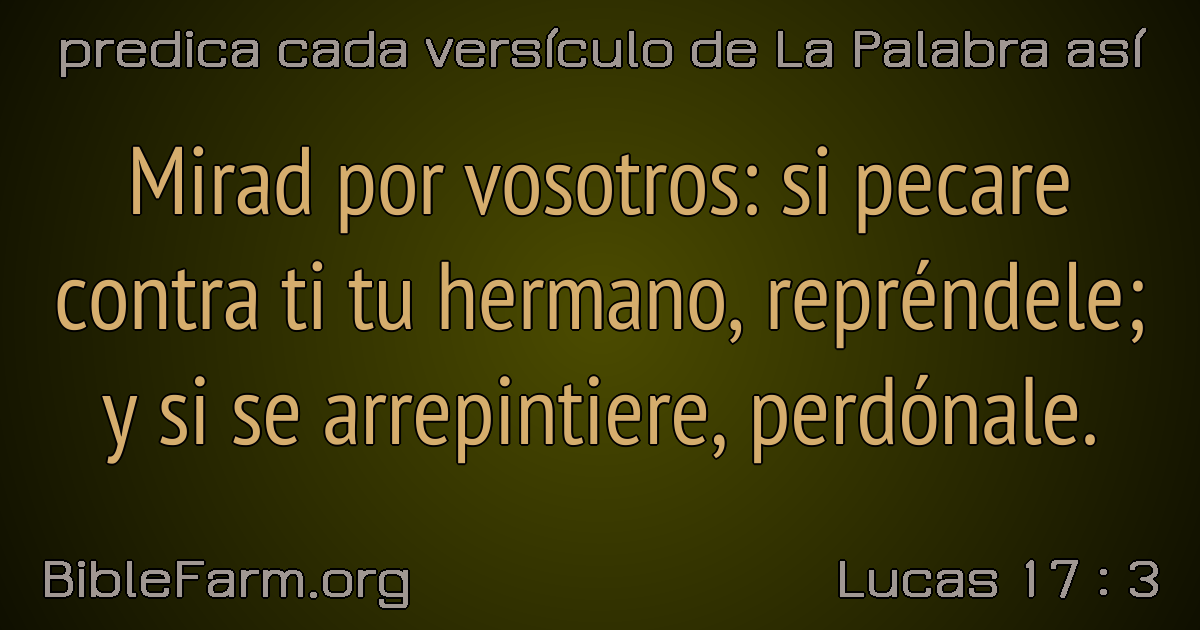 predica cada versículo de La Palabra así
Mirad por vosotros: si pecare
contra ti tu hermano, repréndele;
y si se arrepintiere, perdónale.
BibleFarm.org
Lucas 17 : 3